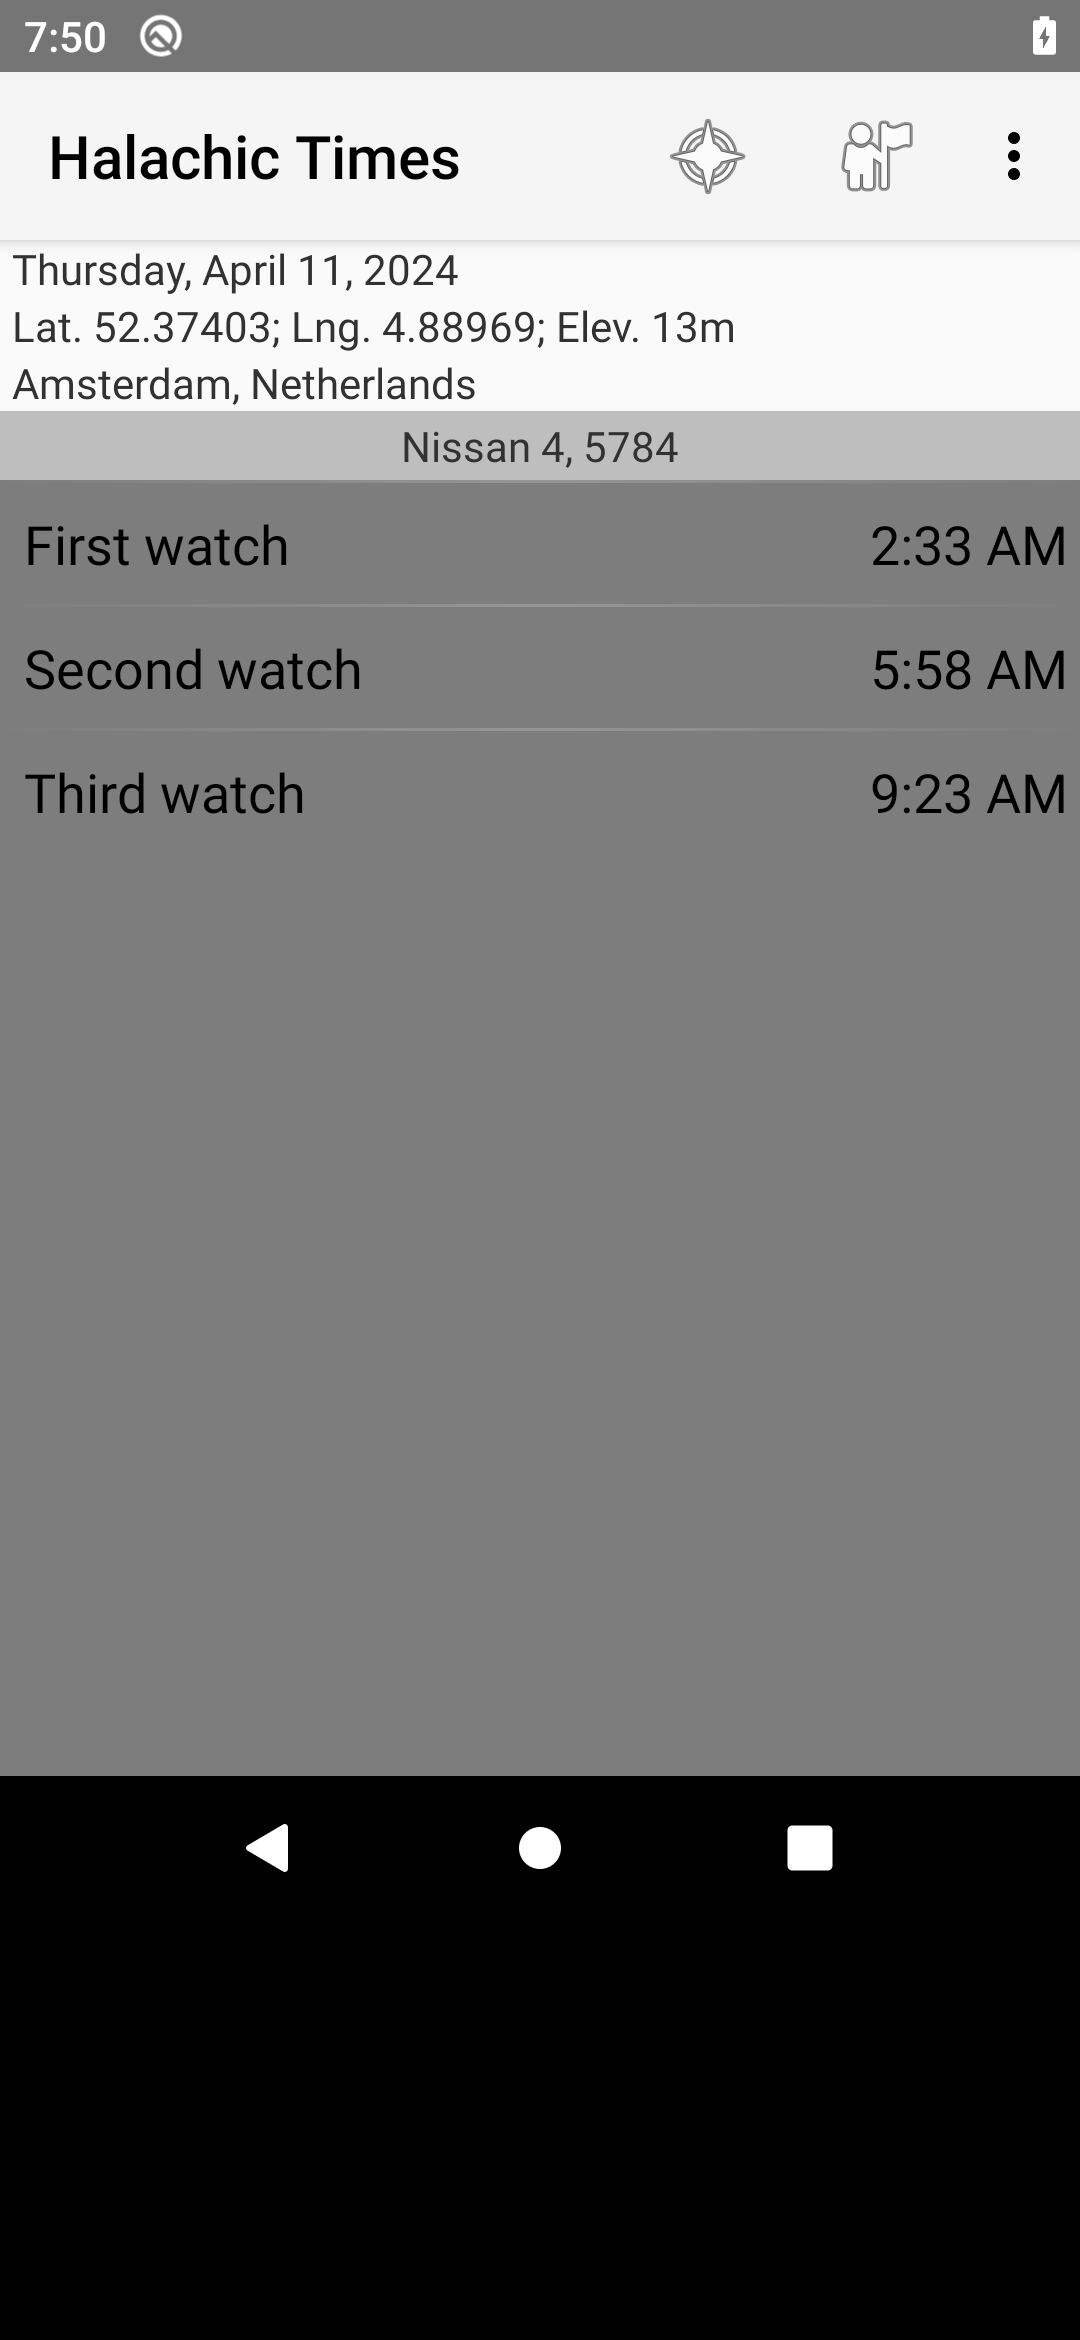 7:50
Halachic Times
Thursday, April 11, 2024
Lat. 52.37403; Lng. 4.88969; Elev. 13m
Amsterdam, Netherlands
Nissan 4, 5784
First watch 2:33 AM
Second watch 5:58 AM
Third watch 9:23 AM